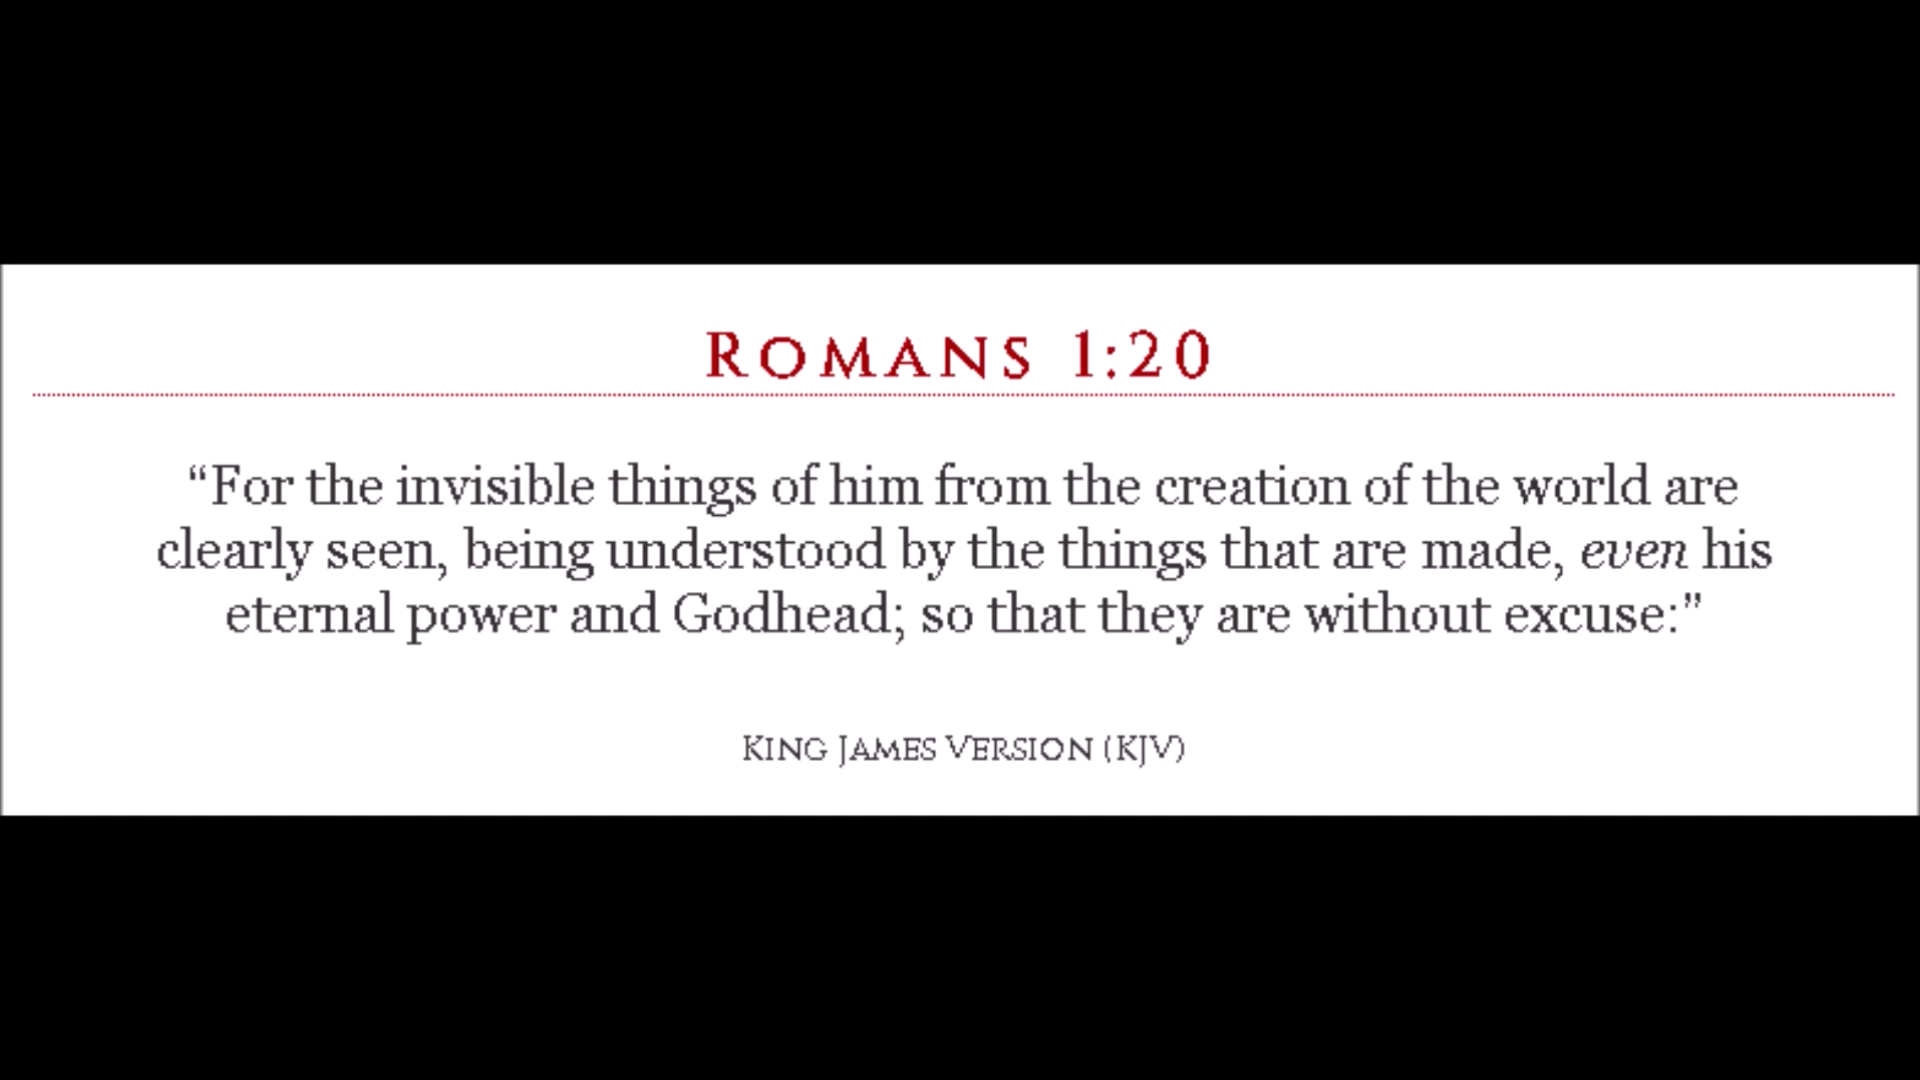 Romans 1:20
“For the invisible things of him from the creation of the world are
clearly seen, being understood by the things that are made, even his
eternal power and Godhead; so that they are without excuse:”
King James Version (KJV)